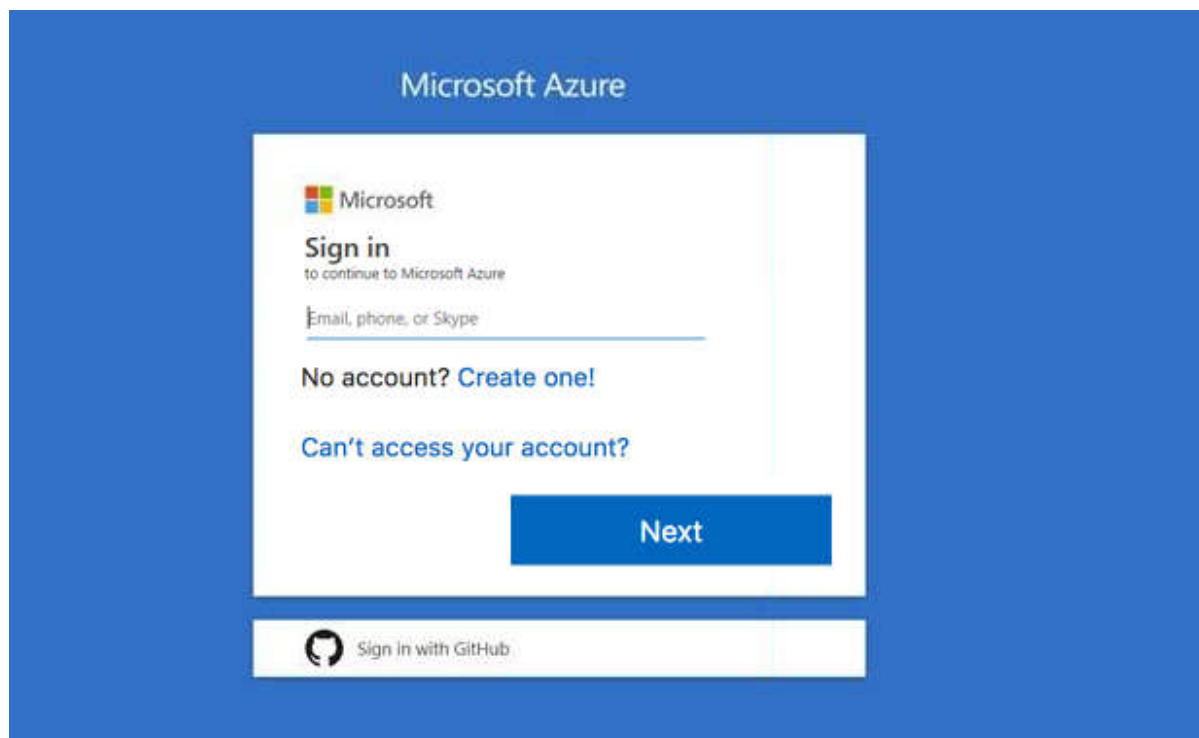 Microsoft Azure
Microsoft
Sign in
to continue to Microsoft Azure
Email, phone, or Skype
No account? Create one!
Can't access your account?
Next
Sign in with GitHub